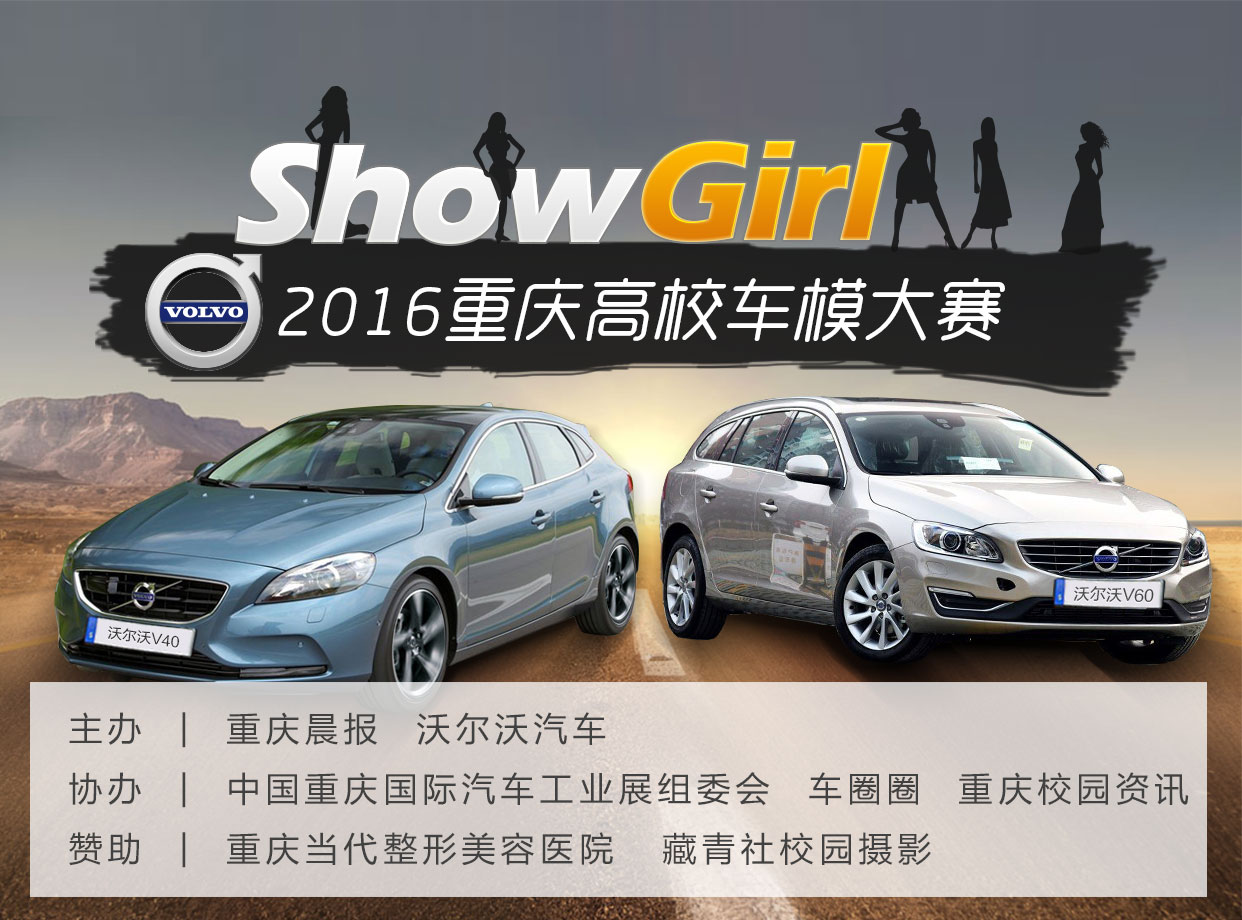 ShowGirl
VOLVO
2016重庆高校车模大赛
沃尔沃V40
沃尔沃V60
主办 | 重庆晨报 沃尔沃汽车
协办 | 中国重庆国际汽车工业展组委会 车圈圈 重庆校园资讯
赞助 | 重庆当代整形美容医院 藏青社校园摄影